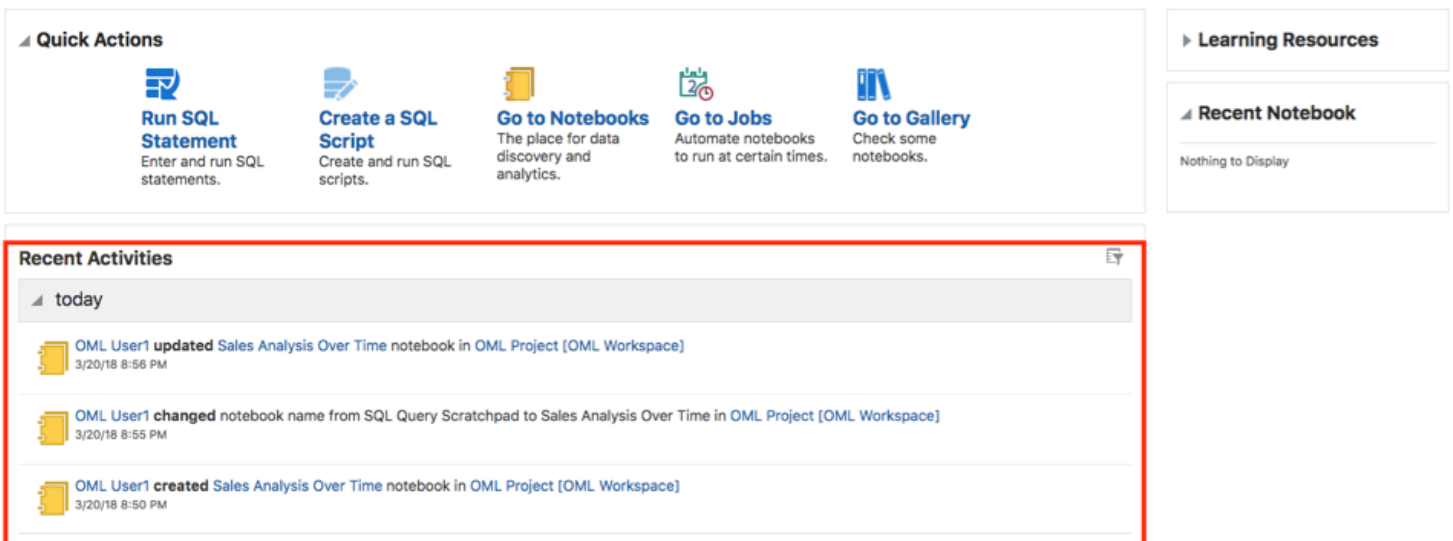 Quick Actions
Run SQL
Statement
Enter and run SQL
statements.
Create a SQL
Script
Create and run SQL
scripts.
Go to Notebooks
The place for data
discovery and
analytics.
2
Go to Jobs
Automate notebooks
to run at certain times.
Go to Gallery
Check some
notebooks.
Learning Resources
Recent Notebook
Nothing to Display
Recent Activities
today
OML User1 updated Sales Analysis Over Time notebook in OML Project [OML Workspace]
3/20/18 8:56 PM
OML User1 changed notebook name from SQL Query Scratchpad to Sales Analysis Over Time in OML Project [OML Workspace]
3/20/18 8:55 PM
OML User1 created Sales Analysis Over Time notebook in OML Project [OML Workspace]
3/20/18 8:50 PM